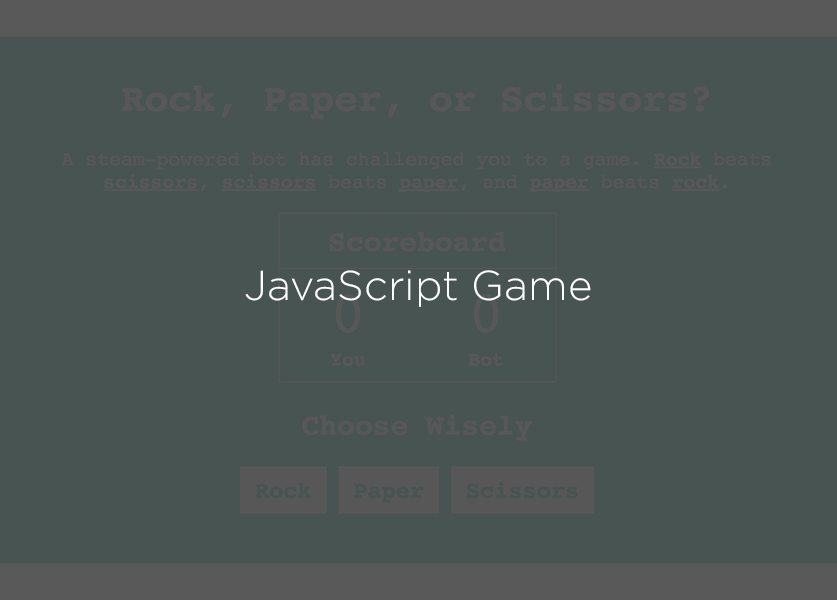 Rock, Paper, or Scissors?
A steam-powered bot has challenged you to a game. Rock beats
scissors, scissors beats paper, and paper beats rock.
Scoreboard
JavaScript Game
0 0
You Bot
Choose Wisely
Rock Paper Scissors